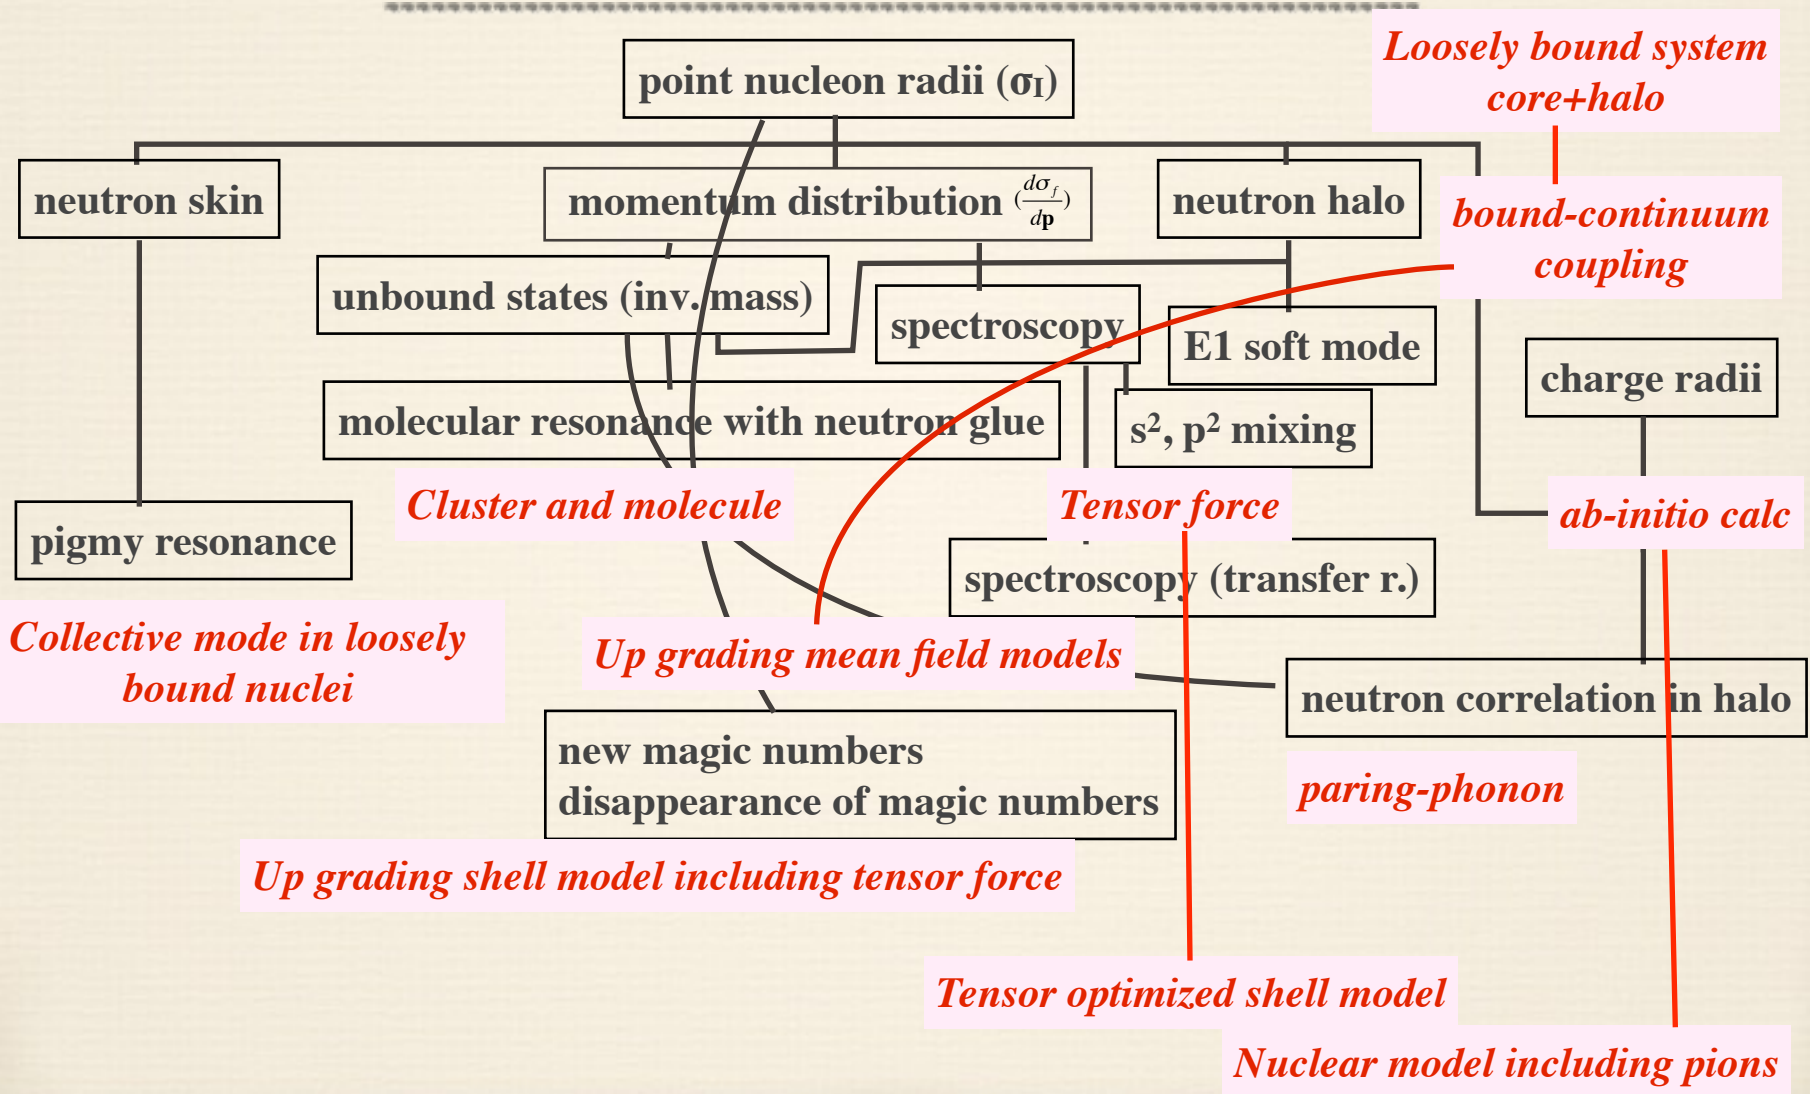 point nucleon radii (σI)
Loosely bound system
core+halo
neutron skin
momentum distribution (dσf/dp)
neutron halo
bound-continuum
coupling
unbound states (inv. mass)
spectroscopy
E1 soft mode
charge radii
molecular resonance with neutron glue
s², p² mixing
Cluster and molecule
Tensor force
ab-initio calc
pigmy resonance
spectroscopy (transfer r.)
Collective mode in loosely
bound nuclei
Up grading mean field models
neutron correlation in halo
new magic numbers
disappearance of magic numbers
paring-phonon
Up grading shell model including tensor force
Tensor optimized shell model
Nuclear model including pions